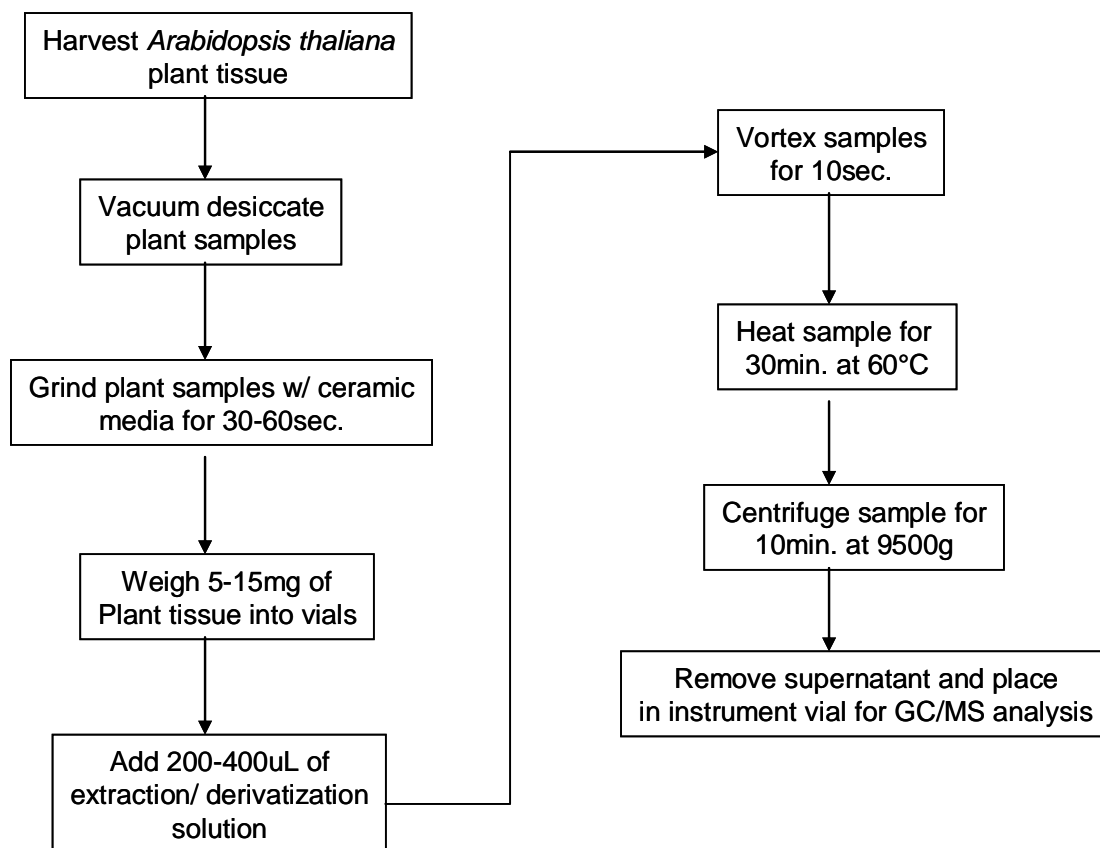 Harvest Arabidopsis thaliana
plant tissue
Vacuum desiccate
plant samples
Grind plant samples w/ ceramic
media for 30-60sec.
Weigh 5-15mg of
Plant tissue into vials
Add 200-400uL of
extraction/ derivatization
solution
Vortex samples
for 10sec.
Heat sample for
30min. at 60°C
Centrifuge sample for
10min. at 9500g
Remove supernatant and place
in instrument vial for GC/MS analysis